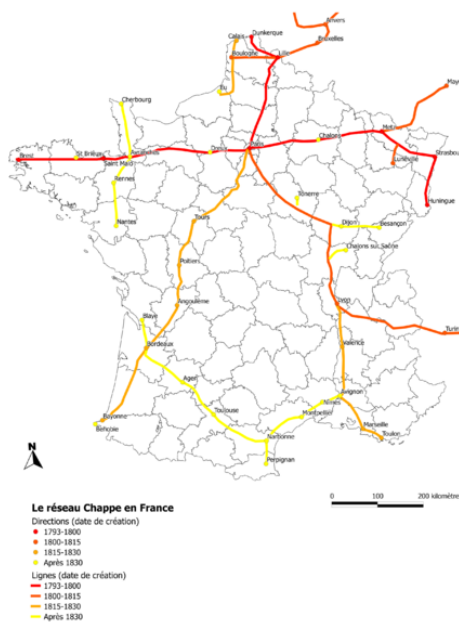 Anvers
Dunkerque
Calais
Bruxelles
Boulogne
Lille
Eu
Cherbourg
Metz
Chalons
Paris
Dreux
Avranches
St Brieuc
Brest
Saint Malo
Strasbou
Lunéville
Rennes
Huningue
Nantes
Tours
Dijon
Besançon
Chalons sur Saône
Poitiers
Angoulème
Lyon
Turin
Blaye
Bordeaux
Valence
Agen
Avignon
Nîmes
Toulouse
Montpellier
Bayonne
Béhobie
Marseille
Toulon
Narbonne
Perpignan
N
0 100 200 kilomètre
Le réseau Chappe en France
Directions (date de création)
1793-1800
1800-1815
1815-1830
Après 1830
Lignes (date de création)
1793-1800
1800-1815
1815-1830
Après 1830